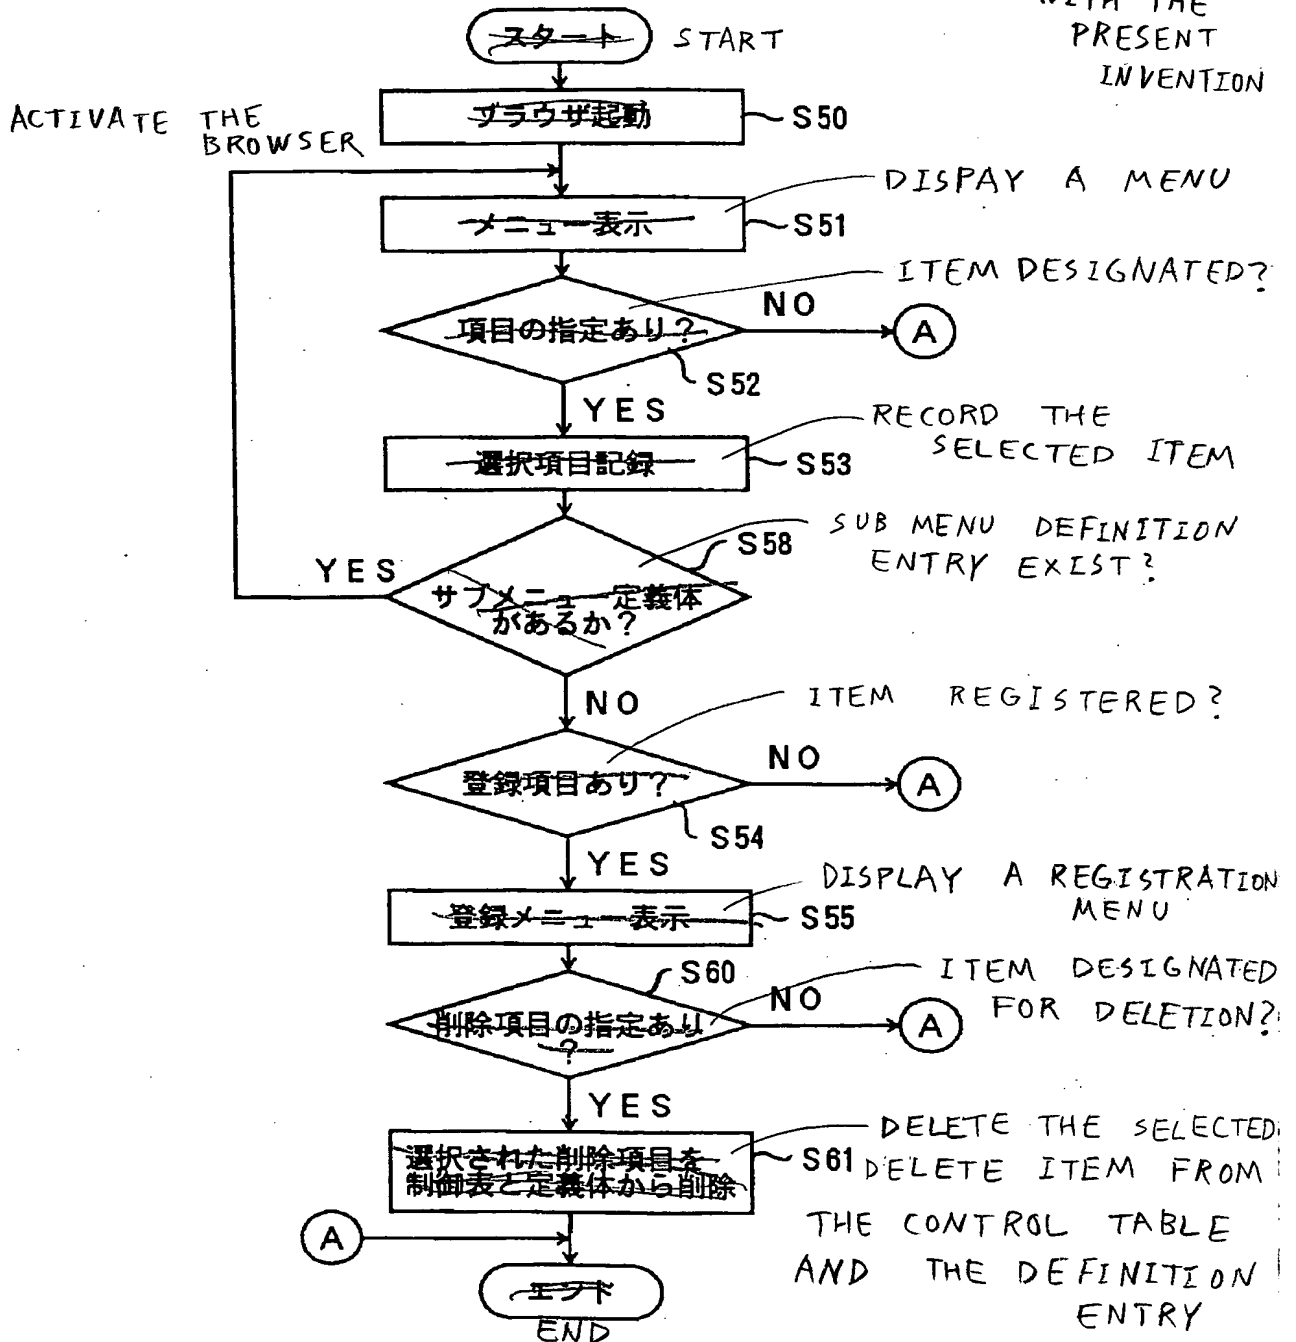 WITH THE
PRESENT
INVENTION
スタート START
ACTIVATE THE
BROWSER
ブラウザ起動 S50
DISPAY A MENU
メニュー表示 S51
ITEM DESIGNATED?
項目の指定あり? NO A
S52
YES
RECORD THE
SELECTED ITEM
選択項目記録 S53
SUB MENU DEFINITION
ENTRY EXIST?
S58
YES
サブメニュー定義体
があるか?
NO
ITEM REGISTERED?
登録項目あり? NO A
S54
YES
DISPLAY A REGISTRATION
MENU
登録メニュー表示 S55
S60
ITEM DESIGNATED
FOR DELETION?
削除項目の指定あり
?
NO A
YES
DELETE THE SELECTED
DELETE ITEM FROM
THE CONTROL TABLE
AND THE DEFINITION
ENTRY
選択された削除項目を
制御表と定義体から削除
S61
A
エンド
END